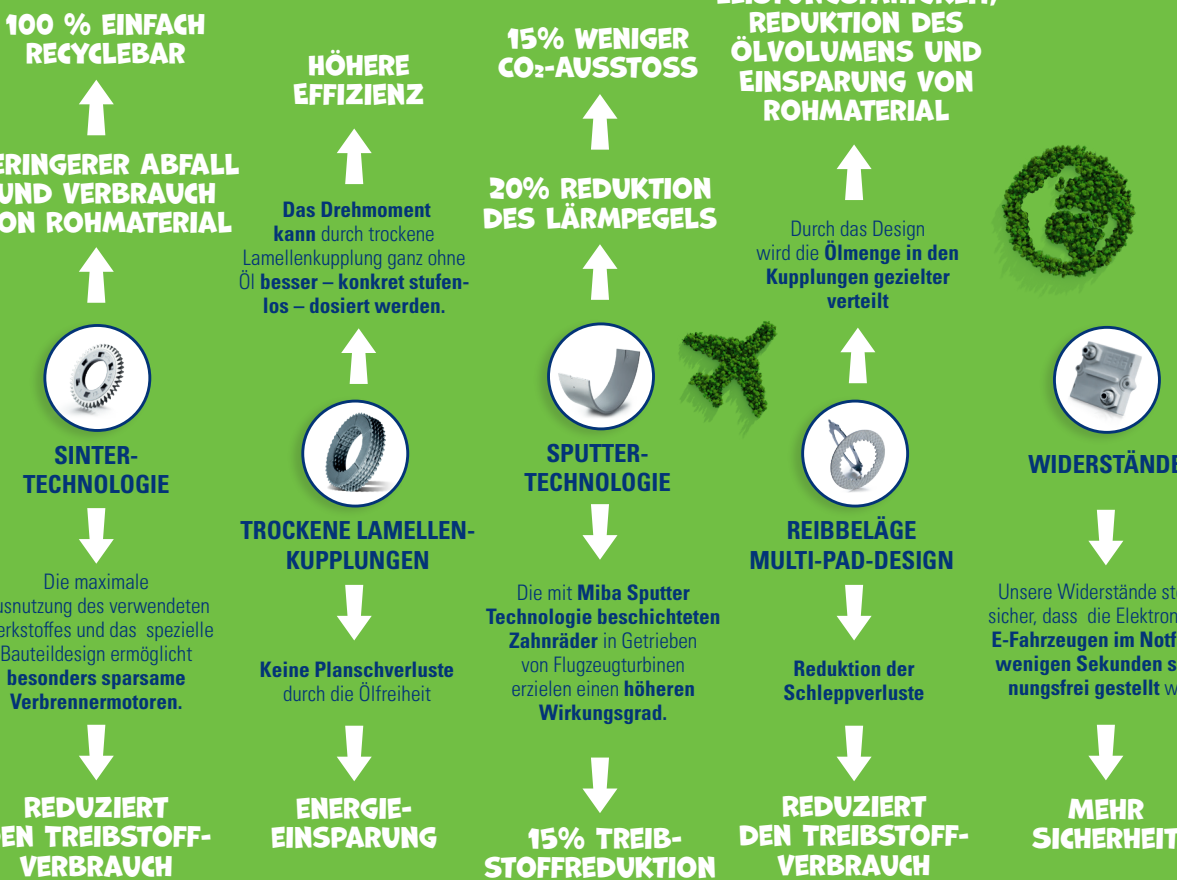 100 % EINFACH
RECYCLEBAR
ERINGERER ABFALL
UND VERBRAUCH
ON ROHMATERIAL
SINTER-
TECHNOLOGIE
Die maximale
usnutzung des verwendeten
erkstoffes und das spezielle
Bauteildesign ermöglicht
besonders sparsame
Verbrennermotoren.
REDUZIERT
EN TREIBSTOFF-
VERBRAUCH
HÖHERE
EFFIZIENZ
Das Drehmoment
kann durch trockene
Lamellenkupplung ganz ohne
Öl besser – konkret stufen-
los – dosiert werden.
TROCKENE LAMELLEN-
KUPPLUNGEN
Keine Planschverluste
durch die Ölfreiheit
ENERGIE-
EINSPARUNG
15% WENIGER
CO₂-AUSSTOSS
20% REDUKTION
DES LÄRMPEGELS
SPUTTER-
TECHNOLOGIE
Die mit Miba Sputter
Technologie beschichteten
Zahnräder in Getrieben
von Flugzeugturbinen
erzielen einen höheren
Wirkungsgrad.
15% TREIB-
STOFFREDUKTION
LEISTUNGSFÄHIGKEIT,
REDUKTION DES
ÖLVOLUMENS UND
EINSPARUNG VON
ROHMATERIAL
Durch das Design
wird die Ölmenge in den
Kupplungen gezielter
verteilt
REIBBELÄGE
MULTI-PAD-DESIGN
Reduktion der
Schleppverluste
REDUZIERT
DEN TREIBSTOFF-
VERBRAUCH
WIDERSTÄNDE
Unsere Widerstände ste
sicher, dass die Elektron
E-Fahrzeugen im Notf
wenigen Sekunden s
nungsfrei gestellt w
MEHR
SICHERHEIT